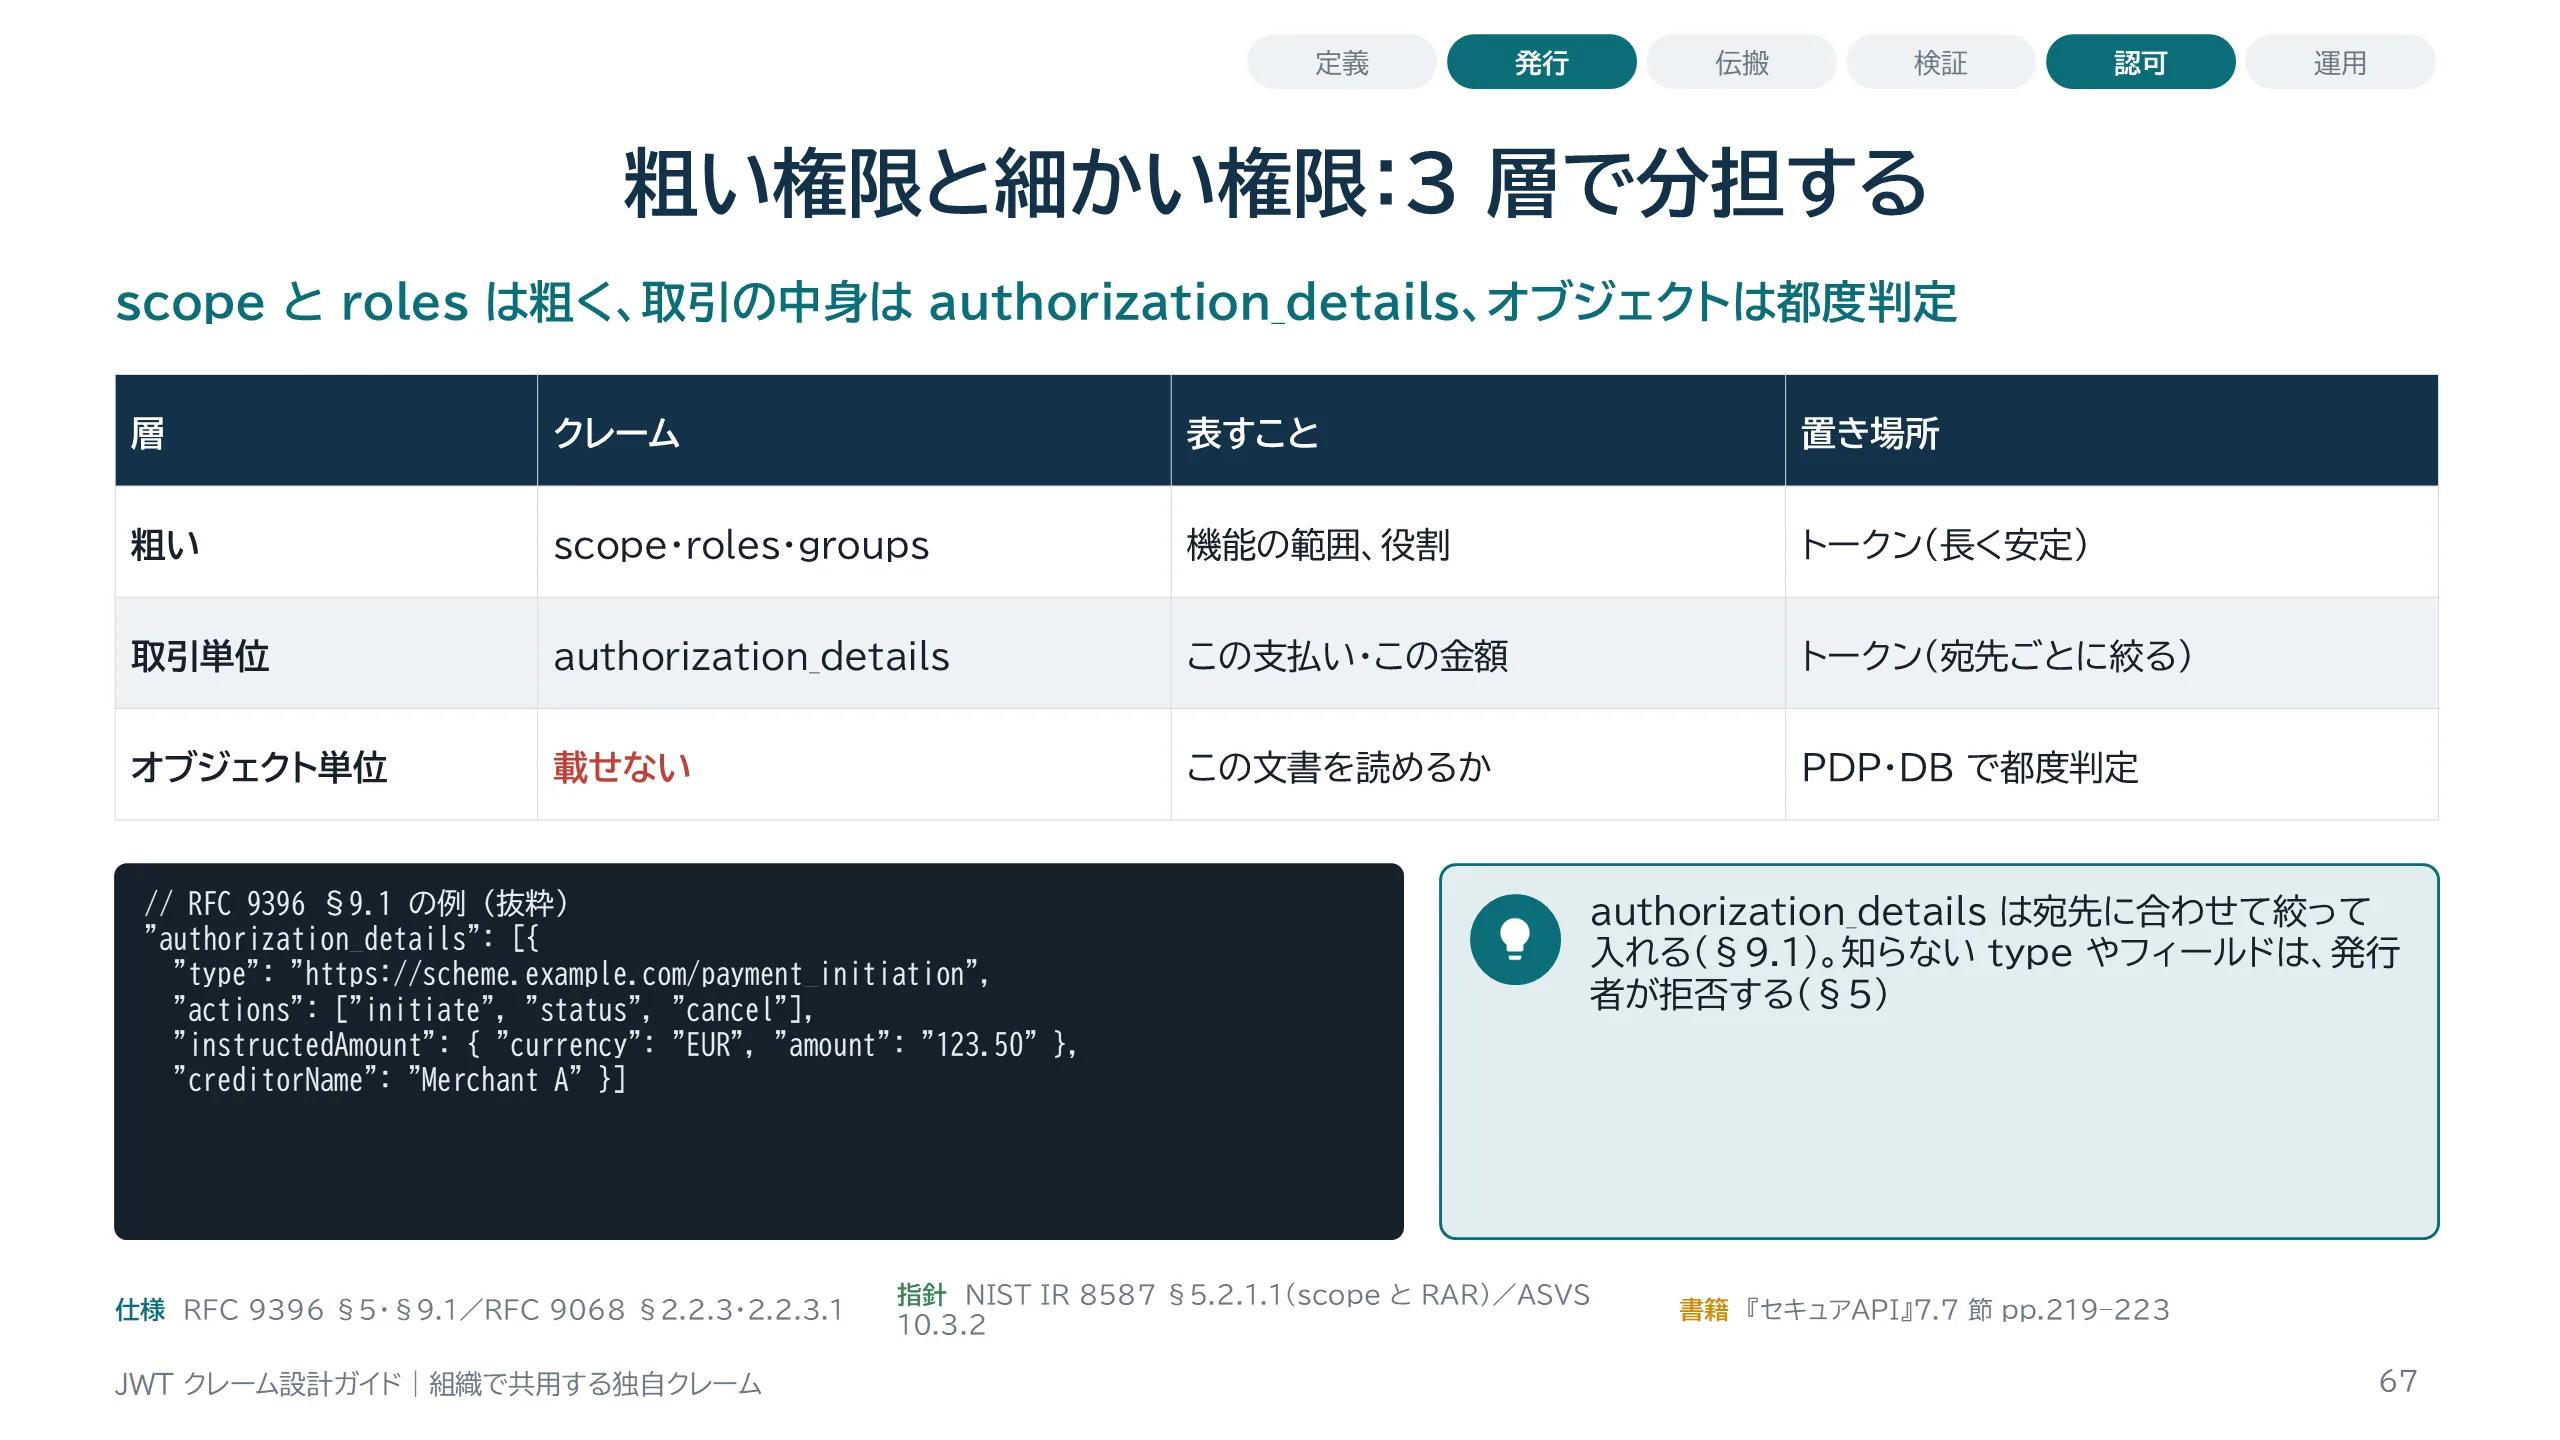 定義 発行 伝搬 検証 認可 運用
粗い権限と細かい権限:3 層で分担する
scope と roles は粗く、取引の中身は authorization_details、オブジェクトは都度判定
層 クレーム 表すこと 置き場所
粗い scope・roles・groups 機能の範囲、役割 トークン(長く安定)
取引単位 authorization_details この支払い・この金額 トークン(宛先ごとに絞る)
オブジェクト単位 載せない この文書を読めるか PDP・DB で都度判定
// RFC 9396 §9.1 の例 (抜粋)
"authorization_details": [{
  "type": "https://scheme.example.com/payment_initiation",
  "actions": ["initiate", "status", "cancel"],
  "instructedAmount": { "currency": "EUR", "amount": "123.50" },
  "creditorName": "Merchant A" }]
authorization_details は宛先に合わせて絞って
入れる(§9.1)。知らない type やフィールドは、発行
者が拒否する(§5)
仕様 RFC 9396 §5・§9.1／RFC 9068 §2.2.3・2.2.3.1
指針 NIST IR 8587 §5.2.1.1(scope と RAR)／ASVS
10.3.2
書籍 『セキュアAPI』7.7 節 pp.219–223
JWT クレーム設計ガイド｜組織で共用する独自クレーム
67